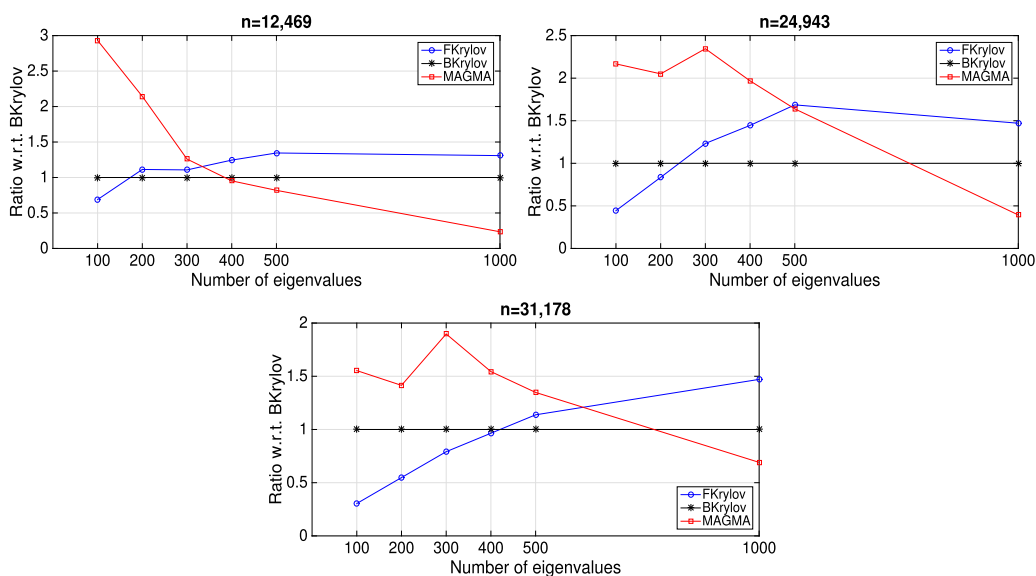 n=12,469
Ratio w.r.t. BKrylov
3
2.5
2
1.5
1
0.5
0
FKrylov
BKrylov
MAGMA
100 200 300 400 500 1000
Number of eigenvalues
n=24,943
Ratio w.r.t. BKrylov
2.5
2
1.5
1
0.5
0
FKrylov
BKrylov
MAGMA
100 200 300 400 500 1000
Number of eigenvalues
n=31,178
Ratio w.r.t. BKrylov
2
1.5
1
0.5
0
FKrylov
BKrylov
MAGMA
100 200 300 400 500 1000
Number of eigenvalues